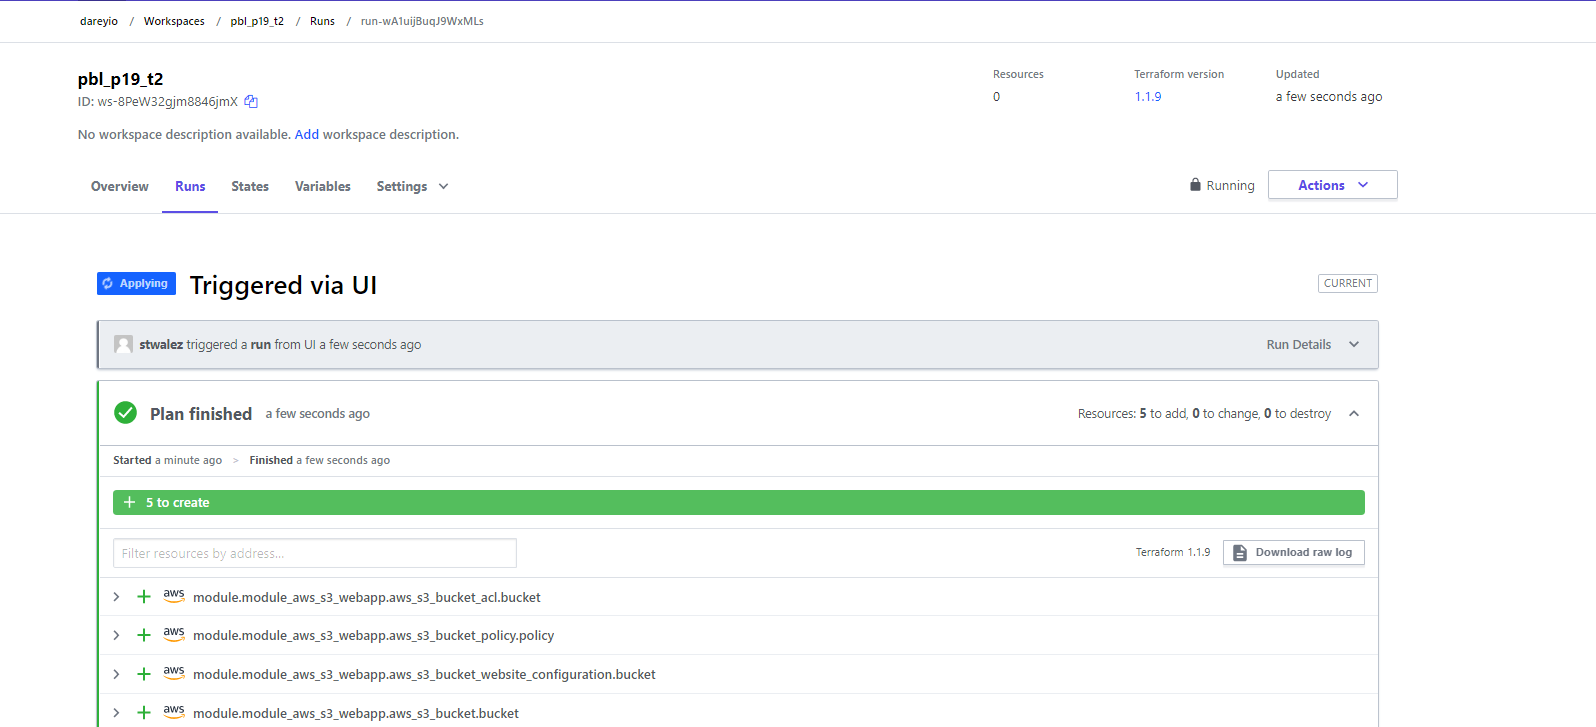 dareyio / Workspaces / pbl_p19_t2 / Runs / run-wA1uijBuqJ9WxMLs
pbl_p19_t2
ID: ws-8PeW32gjm8846jmX
No workspace description available. Add workspace description.
Resources
0
Terraform version
1.1.9
Updated
a few seconds ago
Overview Runs States Variables Settings
Running Actions
Applying Triggered via UI CURRENT
stwalez triggered a run from UI a few seconds ago Run Details
Plan finished a few seconds ago Resources: 5 to add, 0 to change, 0 to destroy
Started a minute ago > Finished a few seconds ago
+ 5 to create
Filter resources by address... Terraform 1.1.9 Download raw log
+ aws module.module_aws_s3_webapp.aws_s3_bucket_acl.bucket
+ aws module.module_aws_s3_webapp.aws_s3_bucket_policy.policy
+ aws module.module_aws_s3_webapp.aws_s3_bucket_website_configuration.bucket
+ aws module.module_aws_s3_webapp.aws_s3_bucket.bucket